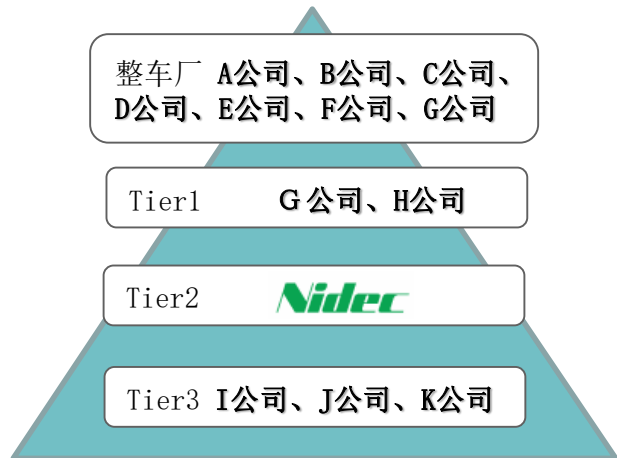 整车厂 A公司、B公司、C公司、
D公司、E公司、F公司、G公司
Tier1 Ｇ公司、H公司
Tier2 Nidec
Tier3 I公司、J公司、K公司